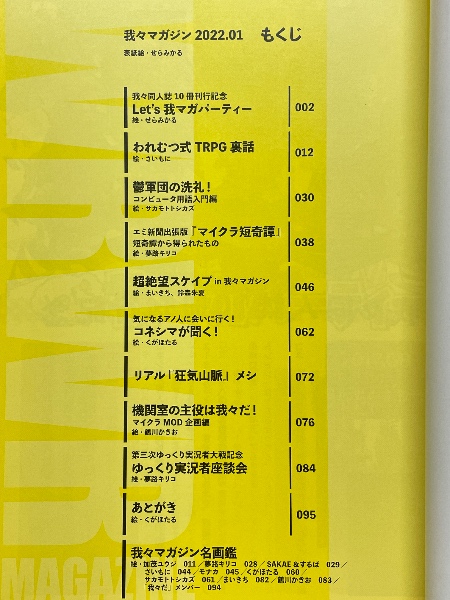 我々マガジン 2022.01 もくじ
表紙絵・せらみかる
我々同人誌10冊刊行記念
Let's 我マガパーティー
絵・せらみかる
002
われむつ式 TRPG 裏話
絵・さいもに
012
鬱軍団の洗礼！
コンピュータ用語入門編
絵・サカモトトシカズ
030
エミ新聞出張版『マイクラ短奇譚』
短奇譚から得られたもの
絵・夢路キリコ
038
超絶望スケイプ in 我々マガジン
絵・まいきち、鈴森朱夏
046
気になるアノ人に会いに行く！
コネシマが聞く！
絵・くがほたる
062
リアル『狂気山脈』メシ
072
機関室の主役は我々だ！
マイクラ MOD 企画編
絵・鶴川かきお
076
第三次ゆっくり実況者大戦記念
ゆっくり実況者座談会
絵・夢路キリコ
084
あとがき
絵・くがほたる
095
我々マガジン名画鑑
絵・加茂ユウジ 011／夢路キリコ 028／SAKAE＆するば 029／
さいもに 044／モナカ 045／くがほたる 060／
サカモトトシカズ 061／まいきち 082／鶴川かきお 083／
「我々だ」メンバー 094
WRWR
MAGAZ